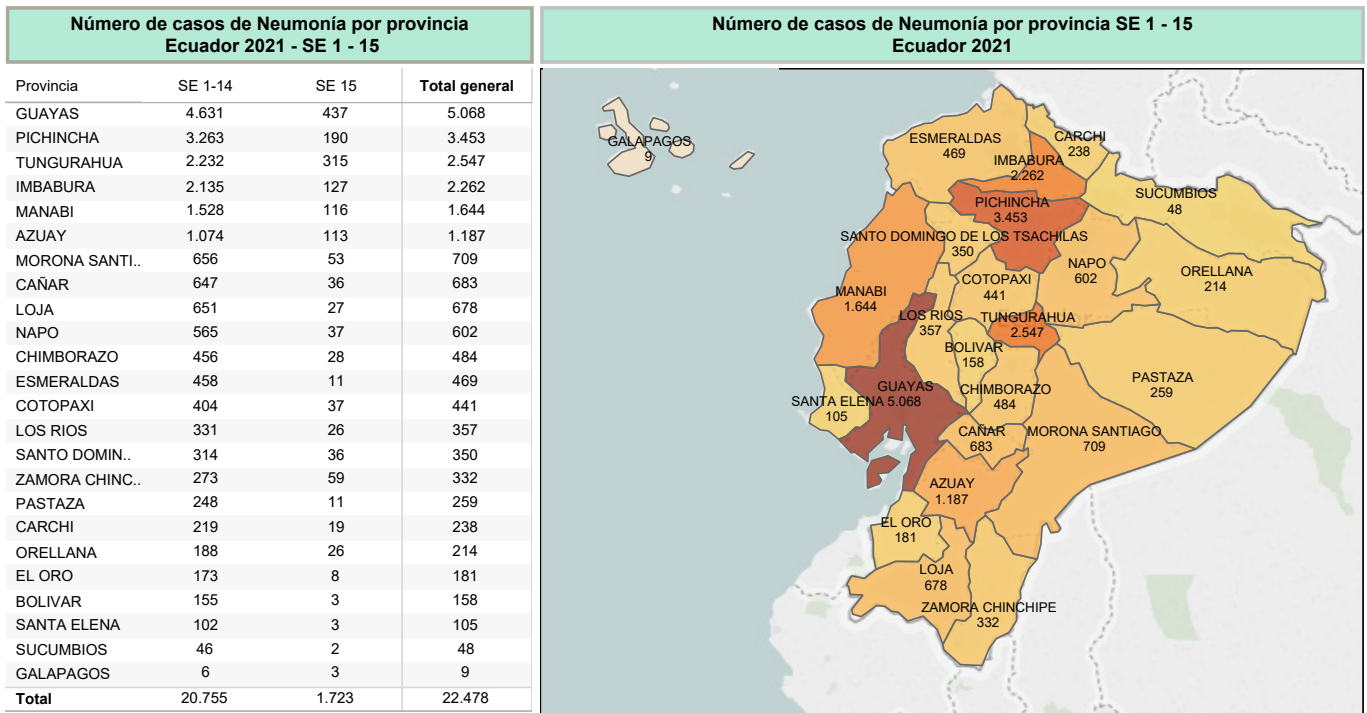 Número de casos de Neumonía por provincia
Ecuador 2021 - SE 1 - 15
Provincia SE 1-14 SE 15 Total general
GUAYAS 4.631 437 5.068
PICHINCHA 3.263 190 3.453
TUNGURAHUA 2.232 315 2.547
IMBABURA 2.135 127 2.262
MANABI 1.528 116 1.644
AZUAY 1.074 113 1.187
MORONA SANTI.. 656 53 709
CAÑAR 647 36 683
LOJA 651 27 678
NAPO 565 37 602
CHIMBORAZO 456 28 484
ESMERALDAS 458 11 469
COTOPAXI 404 37 441
LOS RIOS 331 26 357
SANTO DOMIN.. 314 36 350
ZAMORA CHINC.. 273 59 332
PASTAZA 248 11 259
CARCHI 219 19 238
ORELLANA 188 26 214
EL ORO 173 8 181
BOLIVAR 155 3 158
SANTA ELENA 102 3 105
SUCUMBIOS 46 2 48
GALAPAGOS 6 3 9
Total 20.755 1.723 22.478
Número de casos de Neumonía por provincia SE 1 - 15
Ecuador 2021
GALAPAGOS
9
ESMERALDAS
469
CARCHI
238
IMBABURA
2.262
SUCUMBIOS
48
PICHINCHA
3.453
SANTO DOMINGO DE LOS TSACHILAS
350
NAPO
602
ORELLANA
214
COTOPAXI
441
MANABI
1.644
LOS RIOS
357
TUNGURAHUA
2.547
BOLIVAR
158
PASTAZA
259
GUAYAS
5.068
CHIMBORAZO
484
SANTA ELENA
105
CAÑAR
683
MORONA SANTIAGO
709
AZUAY
1.187
EL ORO
181
LOJA
678
ZAMORA CHINCHIPE
332